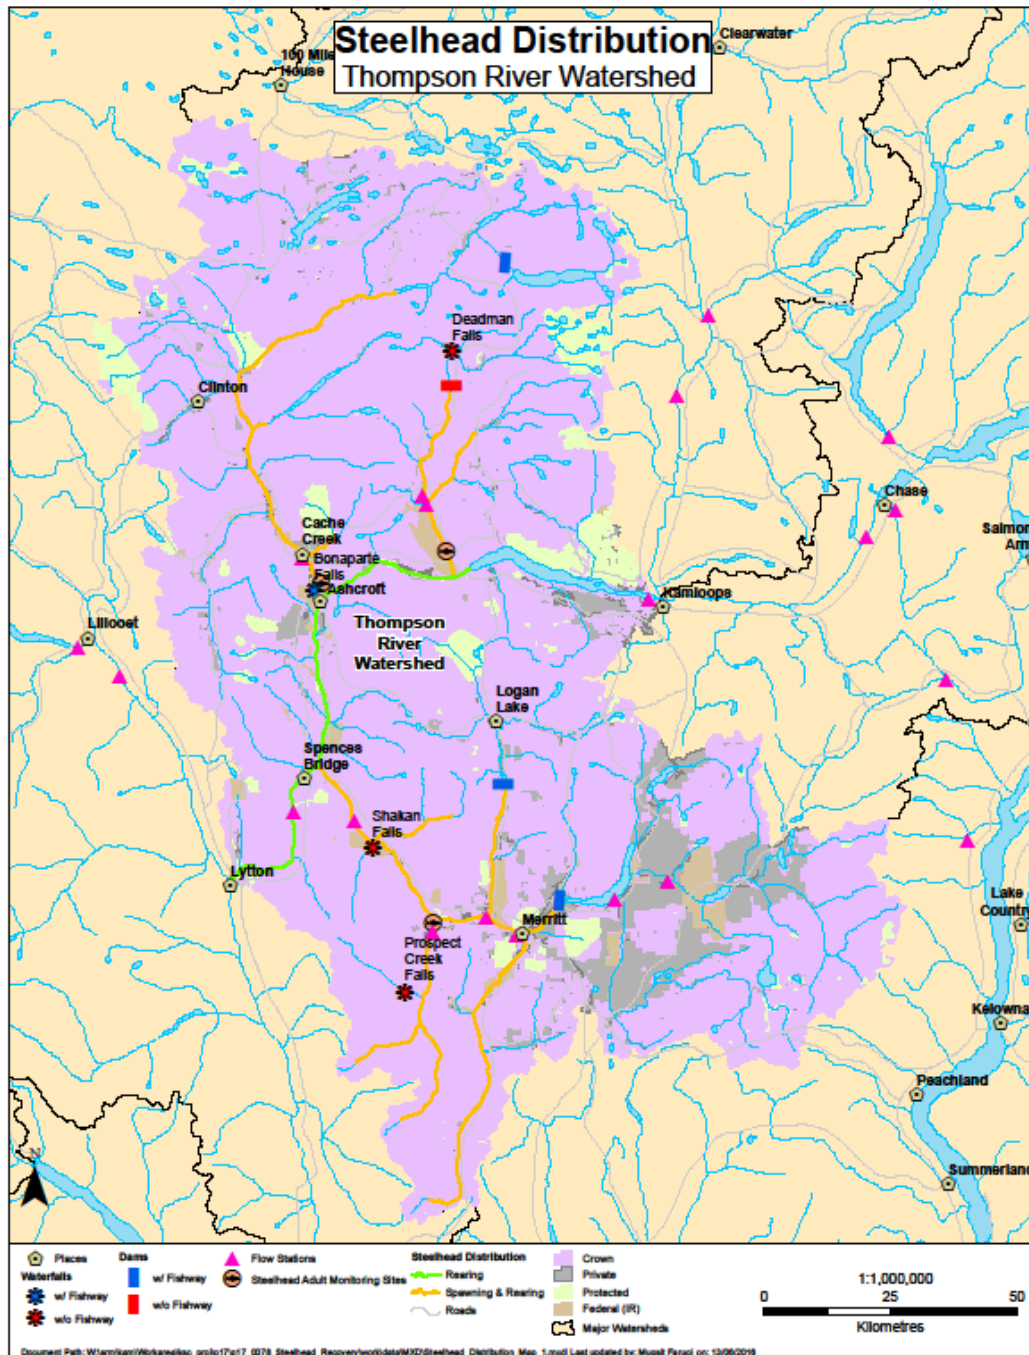 Steelhead Distribution
Thompson River Watershed
Clearwater
100 Mile
House
Deadman
Falls
Clinton
Chase
Cache
Creek
Salmon
Arm
Bonaparte
Falls
Ashcroft
Kamloops
Lillooet
Thompson
River
Watershed
Logan
Lake
Spences
Bridge
Shakan
Falls
Lytton
Lake
Country
Merritt
Prospect
Creek
Falls
Kelowna
Peachland
Summerland
N
Places
Waterfalls
w/ Fishway
w/o Fishway
Dams
w/ Fishway
w/o Fishway
Flow Stations
Steelhead Adult Monitoring Sites
Steelhead Distribution
Rearing
Spawning & Rearing
Roads
Crown
Private
Protected
Federal (IR)
Major Watersheds
1:1,000,000
0 25 50
Kilometres